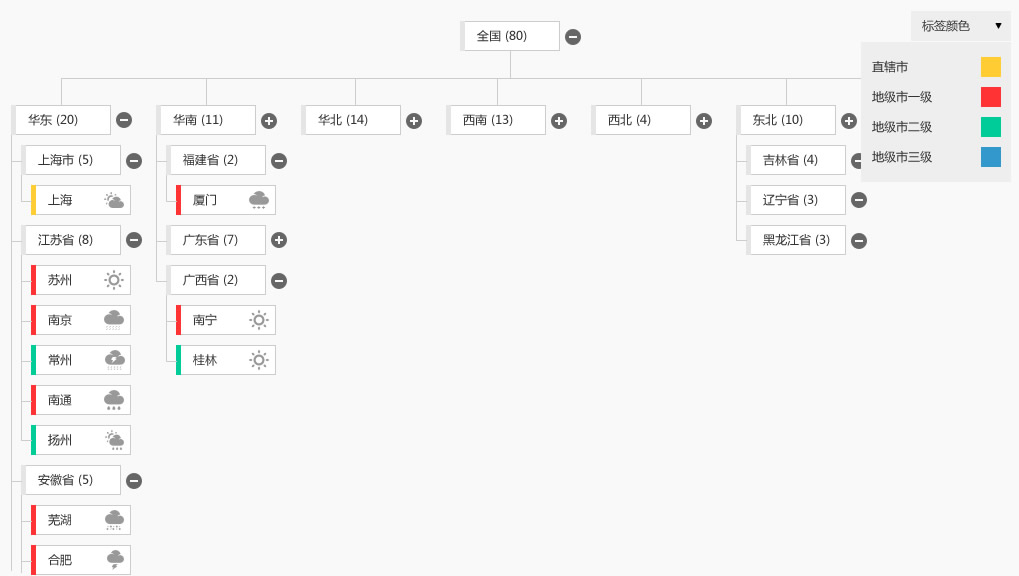 全国 (80)
标签颜色
直辖市
地级市一级
地级市二级
地级市三级
华东 (20)
上海市 (5)
上海
江苏省 (8)
苏州
南京
常州
南通
扬州
安徽省 (5)
芜湖
合肥
华南 (11)
福建省 (2)
厦门
广东省 (7)
广西省 (2)
南宁
桂林
华北 (14)
西南 (13)
西北 (4)
东北 (10)
吉林省 (4)
辽宁省 (3)
黑龙江省 (3)